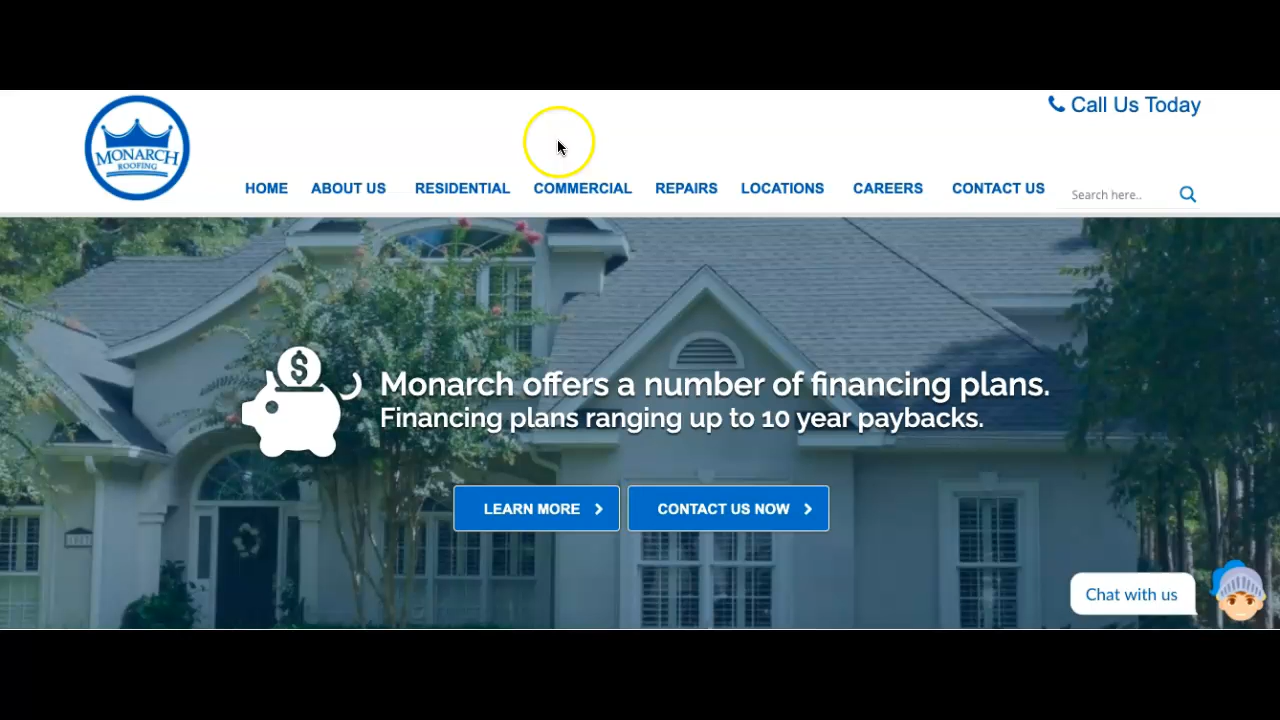 Call Us Today
MONARCH
ROOFING
HOME ABOUT US RESIDENTIAL COMMERCIAL REPAIRS LOCATIONS CAREERS CONTACT US
Search here..
$
Monarch offers a number of financing plans.
Financing plans ranging up to 10 year paybacks.
LEARN MORE CONTACT US NOW
Chat with us